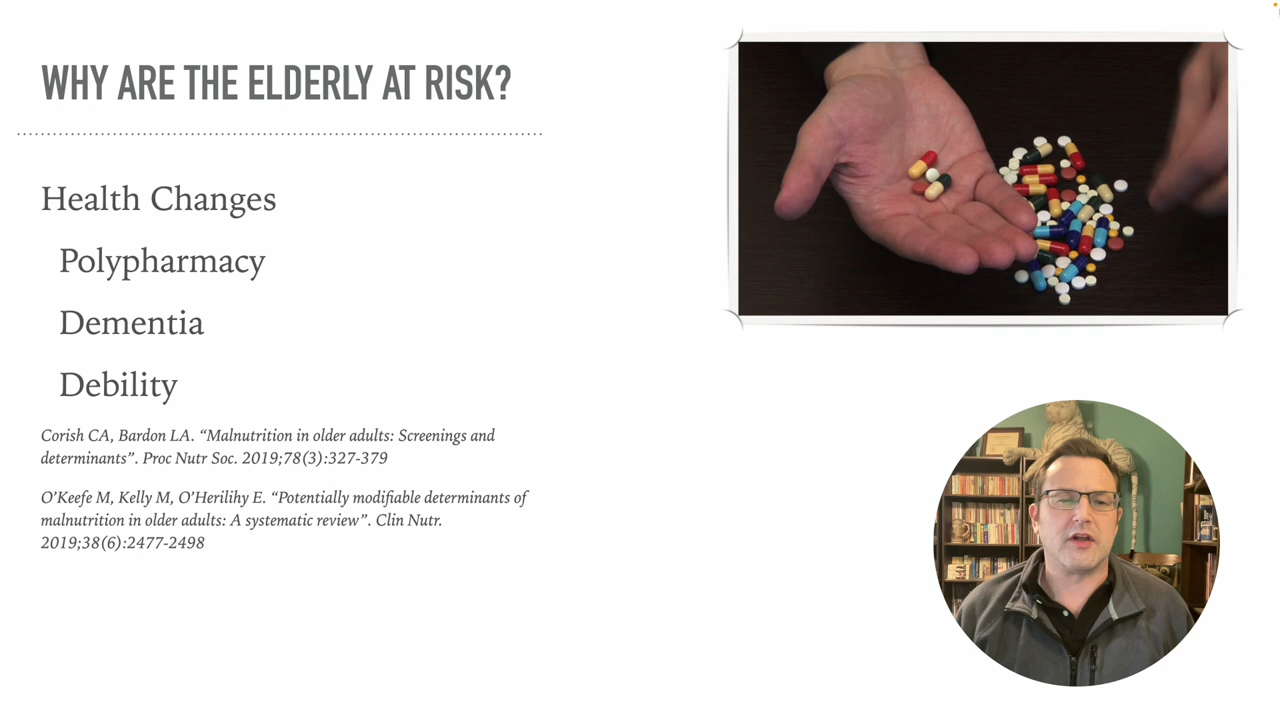 WHY ARE THE ELDERLY AT RISK?
Health Changes
Polypharmacy
Dementia
Debility
Corish CA, Bardon LA. “Malnutrition in older adults: Screenings and
determinants”. Proc Nutr Soc. 2019;78(3):327-379
O’Keefe M, Kelly M, O’Herilihy E. “Potentially modifiable determinants of
malnutrition in older adults: A systematic review”. Clin Nutr.
2019;38(6):2477-2498